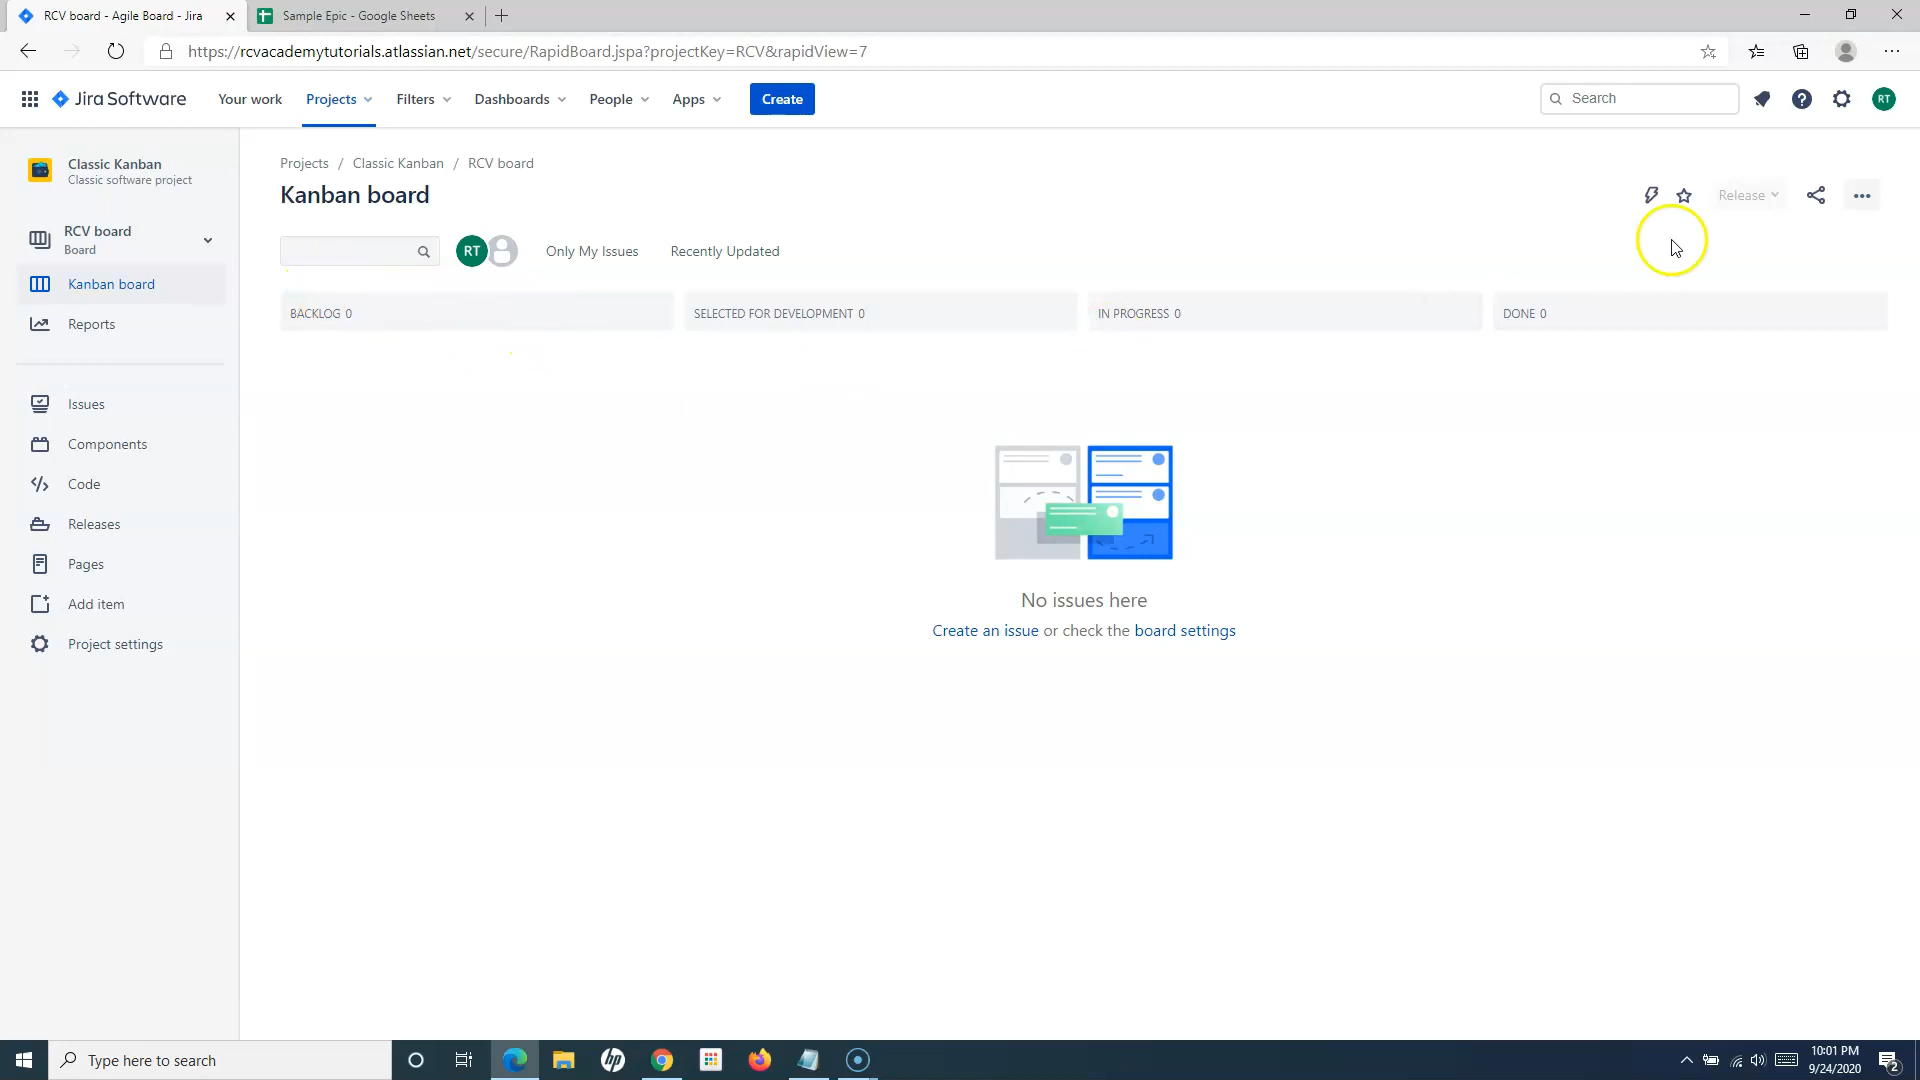 RCV board - Agile Board - Jira
Sample Epic - Google Sheets
https://rcvacademytutorials.atlassian.net/secure/RapidBoard.jspa?projectKey=RCV&rapidView=7
Jira Software
Your work
Projects
Filters
Dashboards
People
Apps
Create
Search
RT
Classic Kanban
Classic software project
RCV board
Board
Kanban board
Reports
Issues
Components
Code
Releases
Pages
Add item
Project settings
Projects / Classic Kanban / RCV board
Kanban board
Release
RT
Only My Issues
Recently Updated
BACKLOG 0
SELECTED FOR DEVELOPMENT 0
IN PROGRESS 0
DONE 0
No issues here
Create an issue or check the board settings
Type here to search
hp
10:01 PM
9/24/2020
2